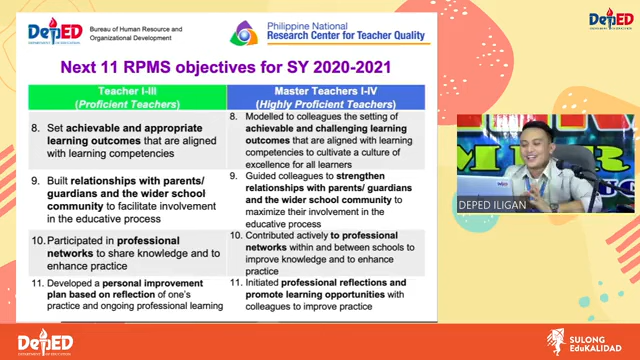 DepED
DEPARTMENT OF EDUCATION
Bureau of Human Resource and
Organizational Development
Philippine National
Research Center for Teacher Quality
DepED
Next 11 RPMS objectives for SY 2020-2021
Teacher I-III
(Proficient Teachers)
8. Set achievable and appropriate
learning outcomes that are aligned
with learning competencies
9. Built relationships with parents/
guardians and the wider school
community to facilitate involvement
in the educative process
10. Participated in professional
networks to share knowledge and to
enhance practice
11. Developed a personal improvement
plan based on reflection of one's
practice and ongoing professional learning
Master Teachers I-IV
(Highly Proficient Teachers)
8. Modelled to colleagues the setting of
achievable and challenging learning
outcomes that are aligned with learning
competencies to cultivate a culture of
excellence for all learners
9. Guided colleagues to strengthen
relationships with parents/ guardians
and the wider school community to
maximize their involvement in the
educative process
10. Contributed actively to professional
networks within and between schools to
improve knowledge and to enhance
practice
11. Initiated professional reflections and
promote learning opportunities with
colleagues to improve practice
DEPED ILIGAN
DepED
DEPARTMENT OF EDUCATION
SULONG
EduKALIDAD